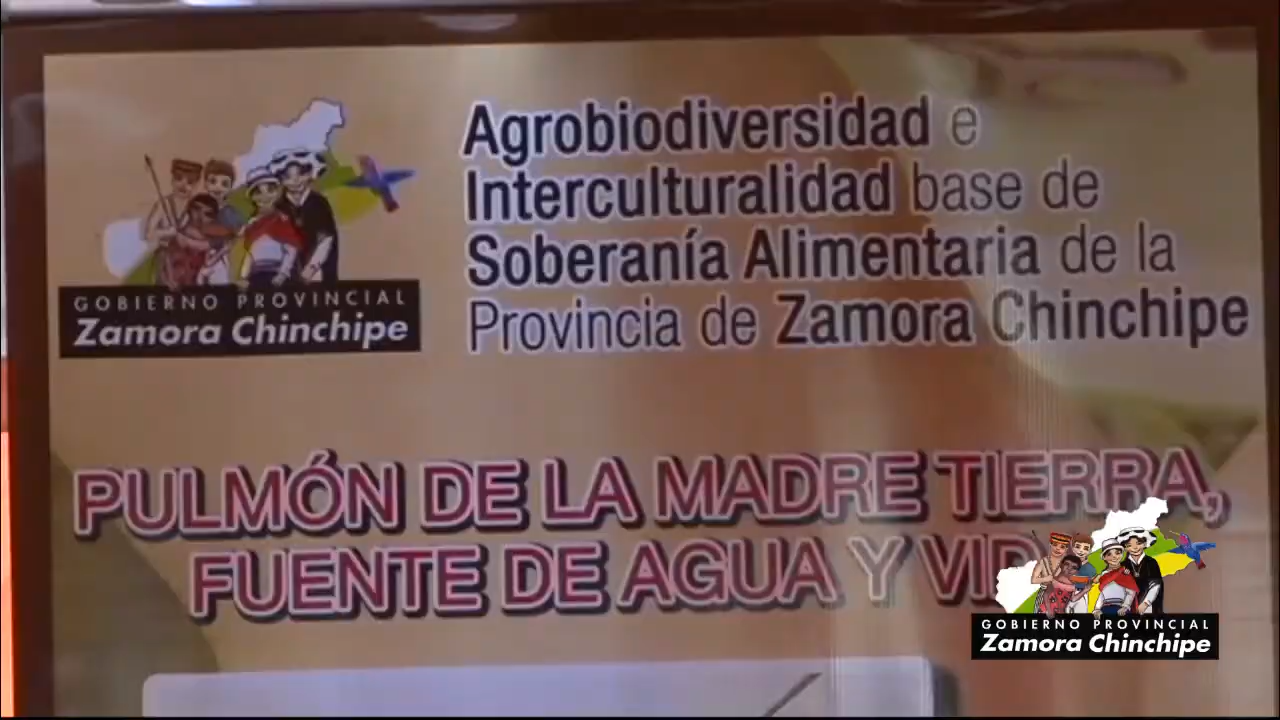 Agrobiodiversidad e
Interculturalidad base de
Soberanía Alimentaria de la
Provincia de Zamora Chinchipe
GOBIERNO PROVINCIAL
Zamora Chinchipe
PULMÓN DE LA MADRE TIERRA,
FUENTE DE AGUA Y
GOBIERNO PROVINCIAL
Zamora Chinchipe